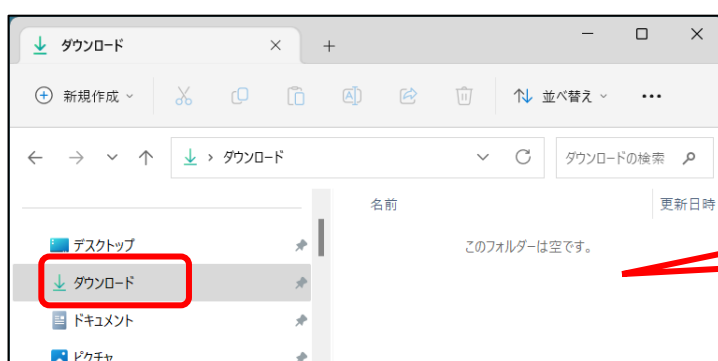 ダウンロード
新規作成
並べ替え
ダウンロード
ダウンロードの検索
名前
更新日時
デスクトップ
このフォルダーは空です。
ダウンロード
ドキュメント
ピクチャ